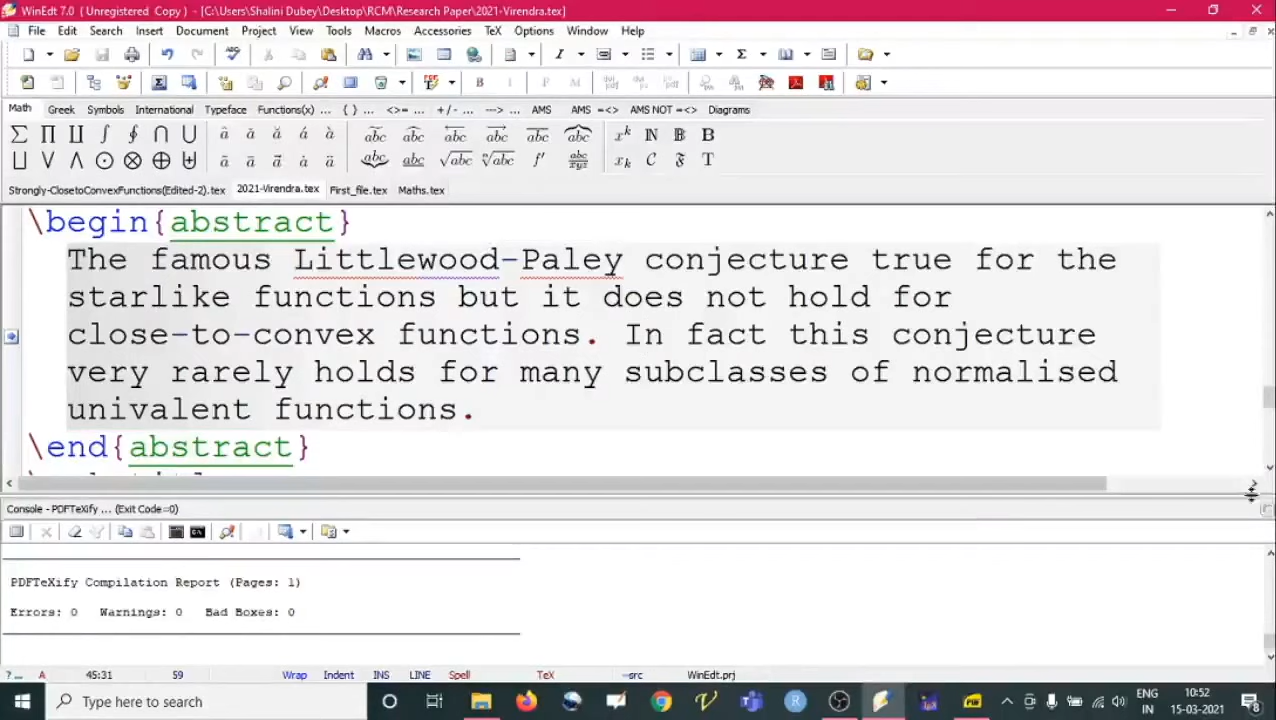 WinEdt 7.0 ( Unregistered Copy ) - [C:\Users\Shalini Dubey\Desktop\RCM\Research Paper\2021-Virendra.tex]
File Edit Search Insert Document Project View Tools Macros Accessories TeX Options Window Help
Math Greek Symbols International Typeface Functions(x) ... { } ... <>= ... +/- ... ---> ... AMS AMS =<> AMS NOT =<> Diagrams
Strongly-ClosetoConvexFunctions(Edited-2).tex 2021-Virendra.tex First_file.tex Maths.tex
\begin{abstract}
The famous Littlewood-Paley conjecture true for the
starlike functions but it does not hold for
close-to-convex functions. In fact this conjecture
very rarely holds for many subclasses of normalised
univalent functions.
\end{abstract}
Console - PDFTeXify ... (Exit Code=0)
PDFTeXify Compilation Report (Pages: 1)
Errors: 0 Warnings: 0 Bad Boxes: 0
? ... A 45:31 59 Wrap Indent INS LINE Spell TeX --src WinEdt.prj
Type here to search
ENG 10:52
IN 15-03-2021